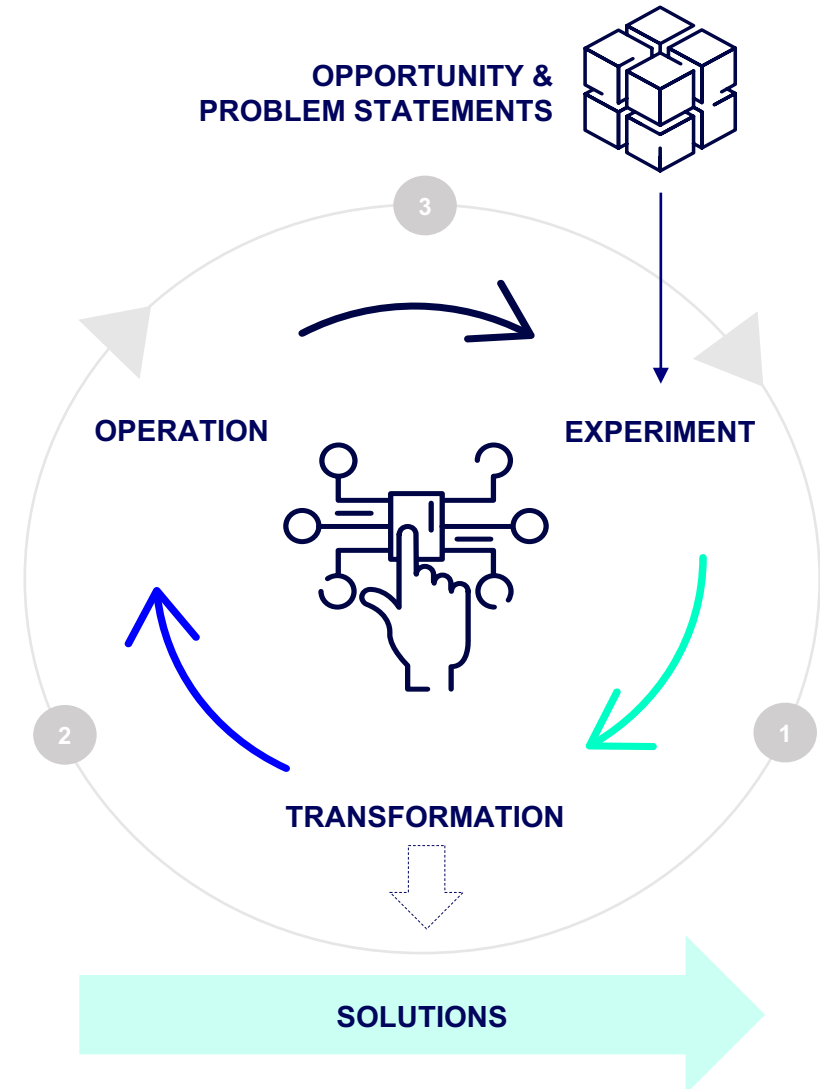 OPPORTUNITY &
PROBLEM STATEMENTS
3
OPERATION
EXPERIMENT
2
1
TRANSFORMATION
SOLUTIONS